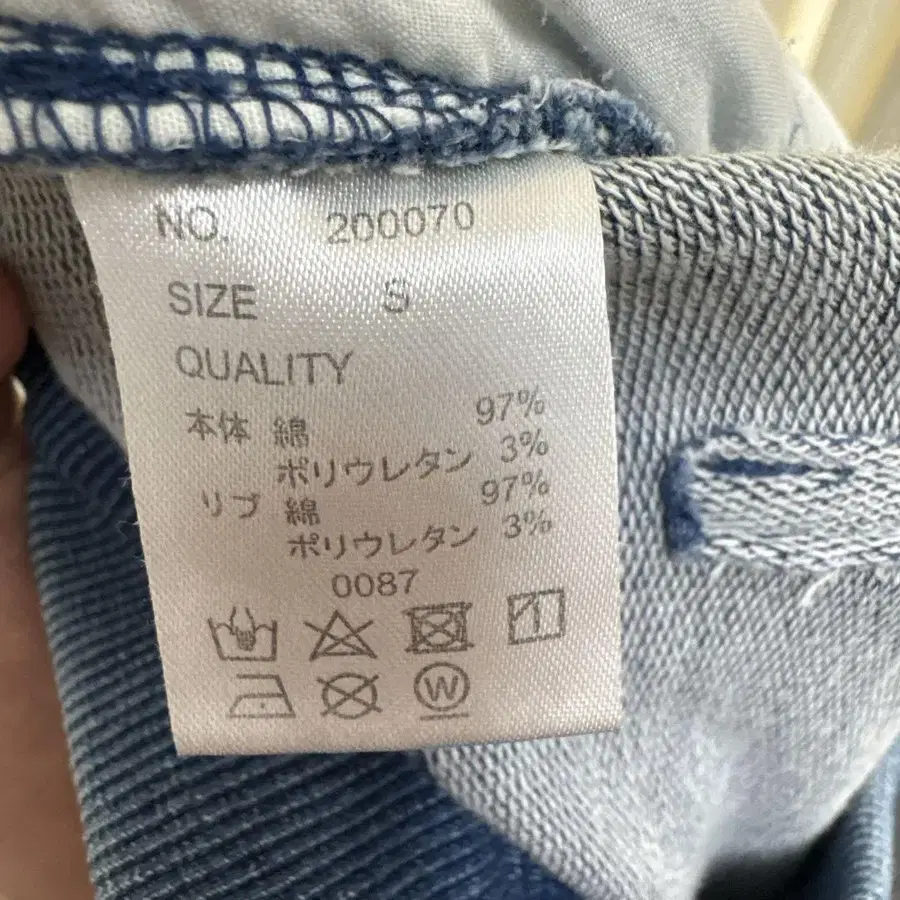 NO. 200070
SIZE S
QUALITY
本体 綿 97%
ポリウレタン 3%
リブ 綿 97%
ポリウレタン 3%
0087
W